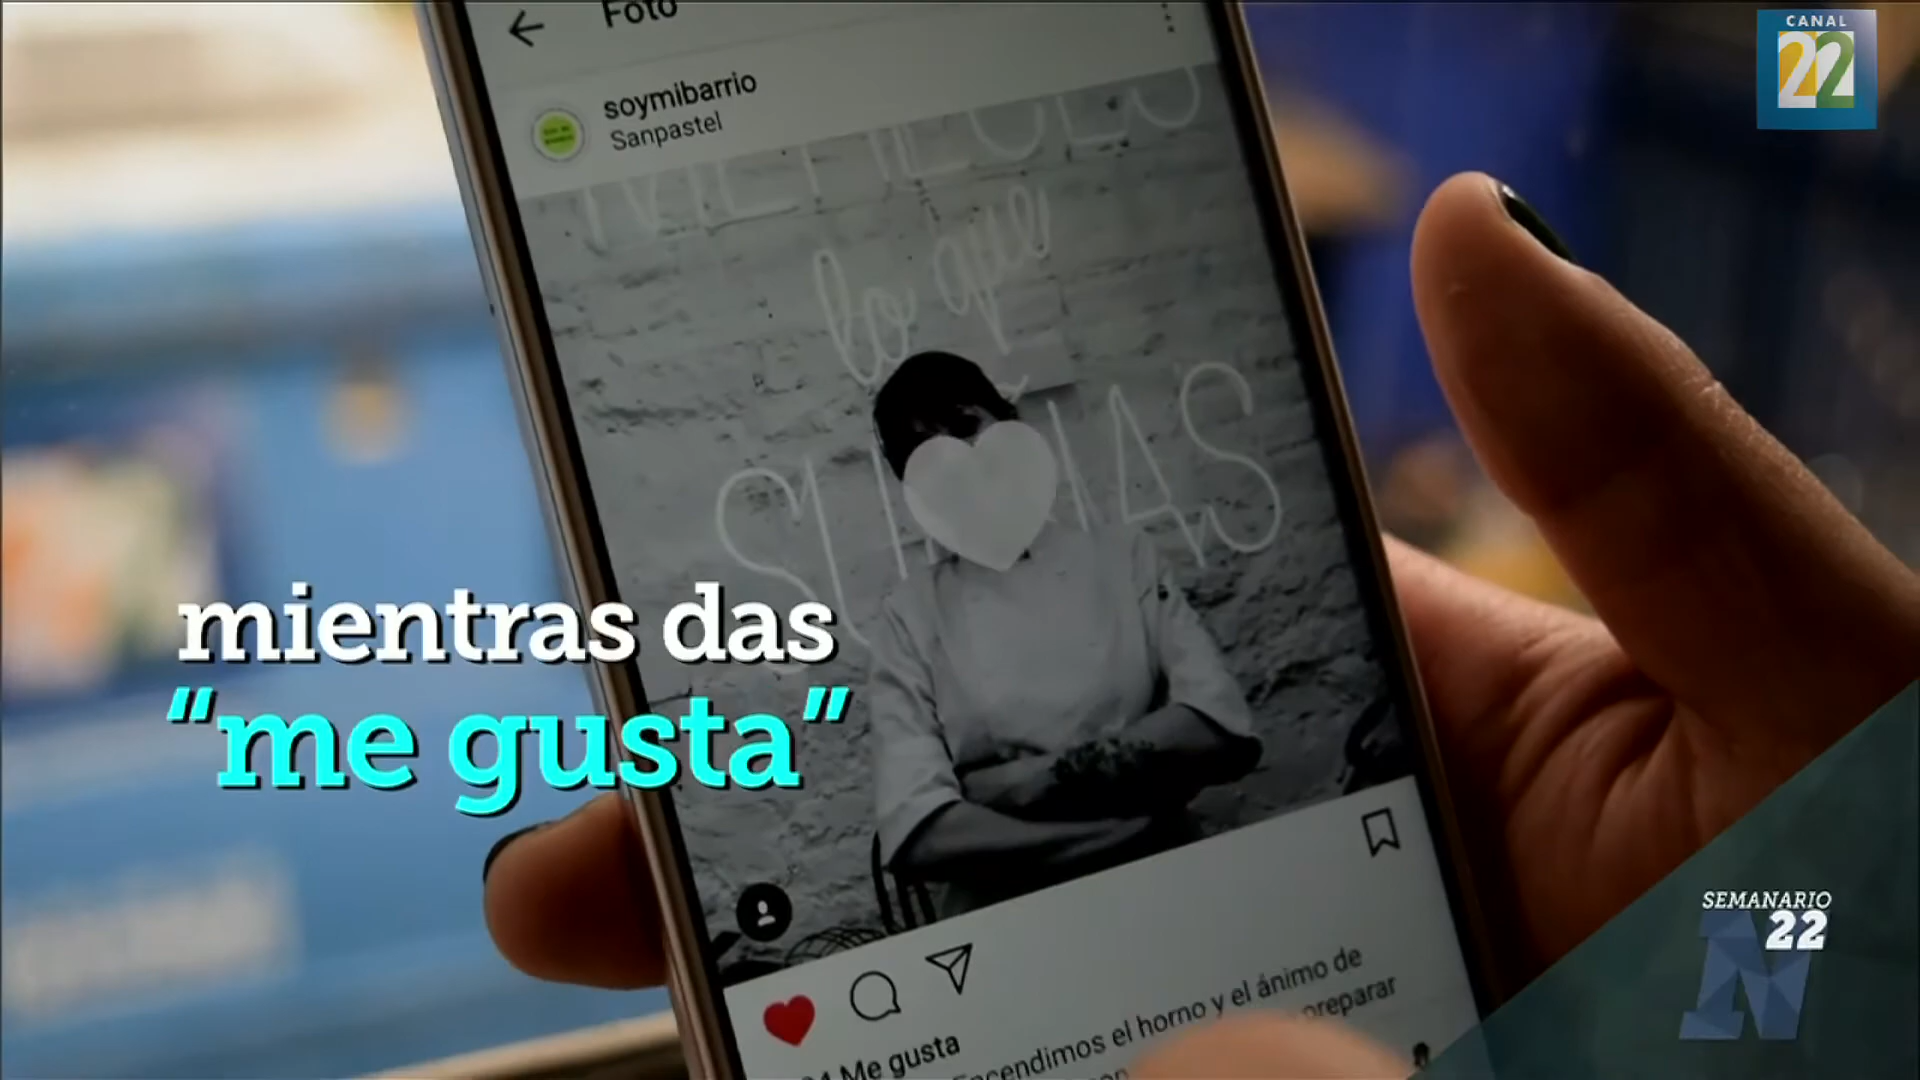 Foto
CANAL
22
soymibarrio
Sanpastel
lo que
mientras das
“me gusta”
SEMANARIO
22
N
Me gusta
Encendimos el horno y el ánimo de
preparar